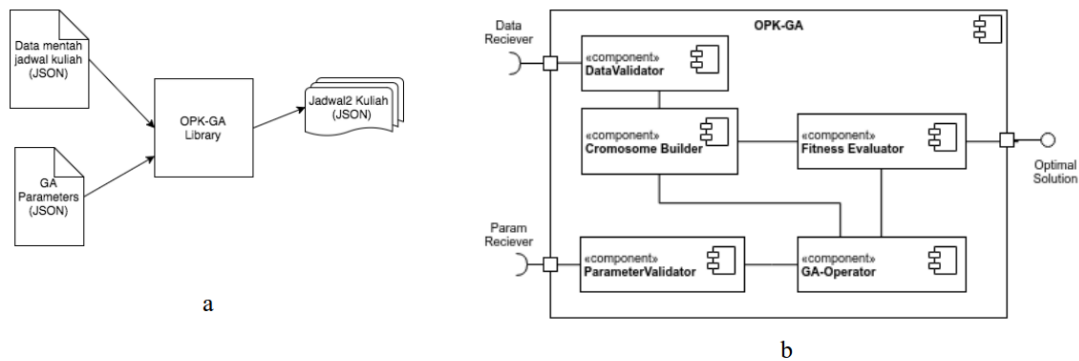 Data mentah
jadwal kuliah
(JSON)
OPK-GA
Library
Jadwal2 Kuliah
(JSON)
GA
Parameters
(JSON)
a
OPK-GA
Data
Reciever
«component»
DataValidator
«component»
Cromosome Builder
«component»
Fitness Evaluator
Optimal
Solution
Param
Reciever
«component»
ParameterValidator
«component»
GA-Operator
b